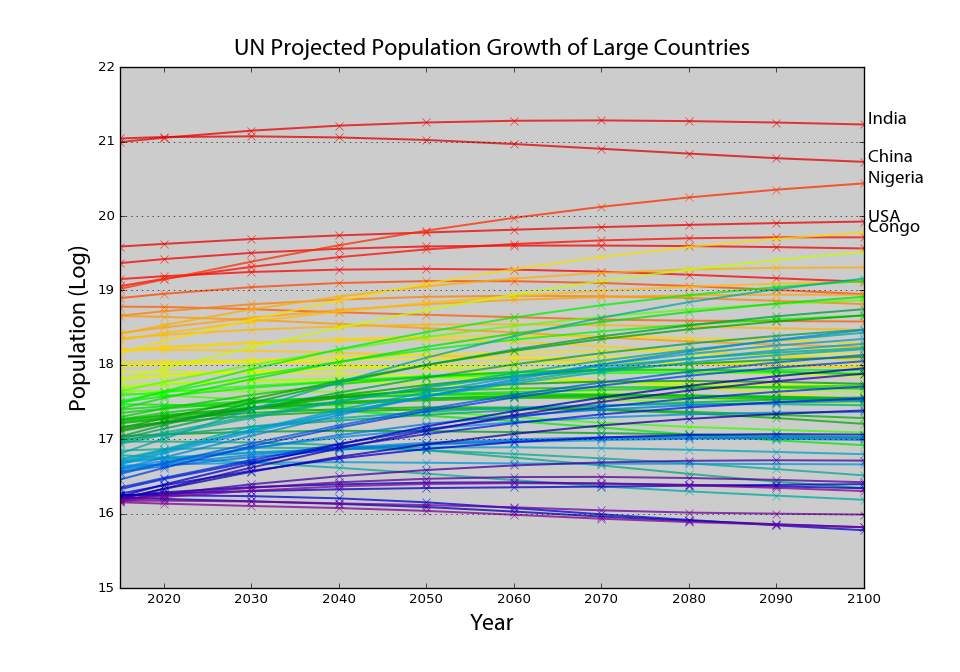 UN Projected Population Growth of Large Countries
Population (Log)
22
21
20
19
18
17
16
15
India
China
Nigeria
USA
Congo
2020 2030 2040 2050 2060 2070 2080 2090 2100
Year